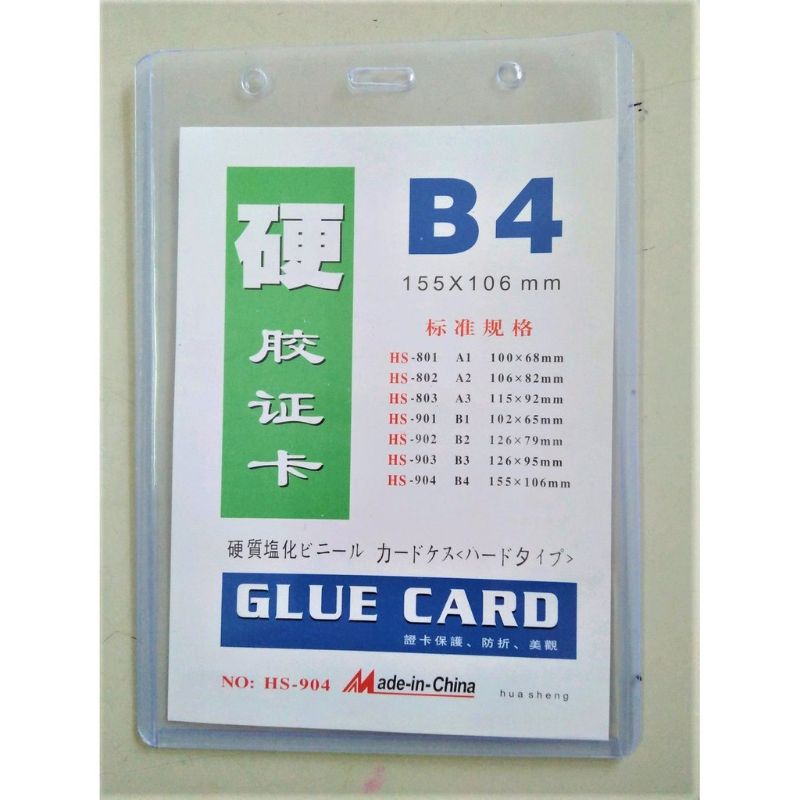 硬
胶
证
卡
B4
155X106 mm
标准规格
HS-801 A1 100×68mm
HS-802 A2 106×82mm
HS-803 A3 115×92mm
HS-901 B1 102×65mm
HS-902 B2 126×79mm
HS-903 B3 126×95mm
HS-904 B4 155×106mm
硬質塩化ビニール カードケス<ハードタイプ>
GLUE CARD
證卡保護、防折、美觀
NO: HS-904 Made-in-China hua sheng